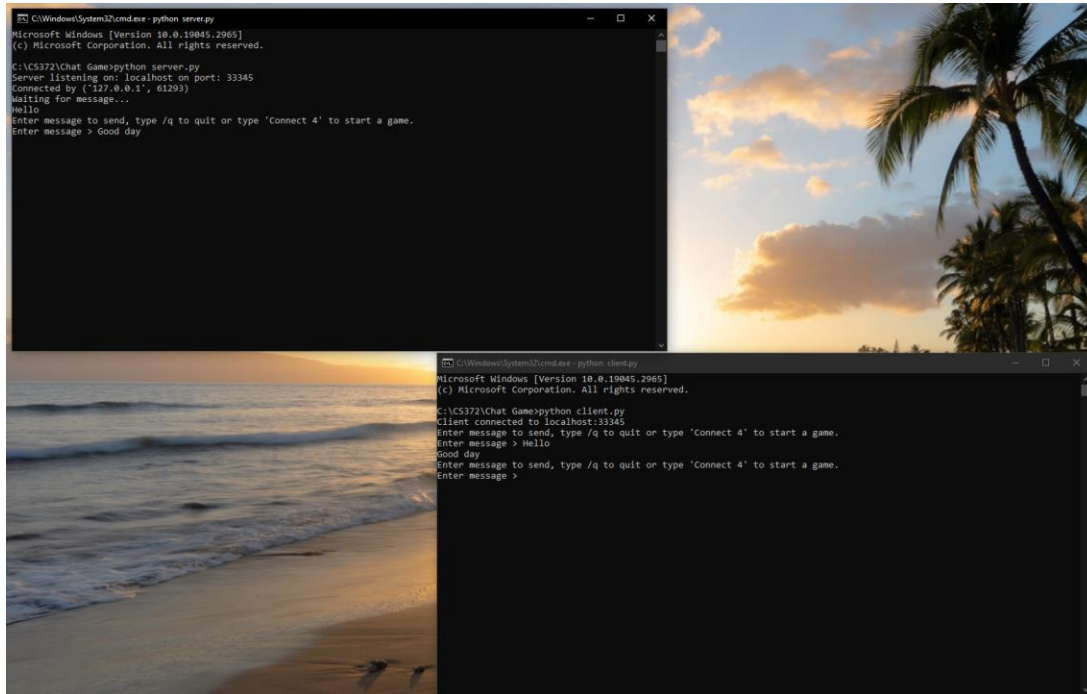 C:\Windows\System32\cmd.exe - python server.py
Microsoft Windows [Version 10.0.19045.2965]
(c) Microsoft Corporation. All rights reserved.
C:\CS372\Chat Game>python server.py
Server listening on: localhost on port: 33345
Connected by ('127.0.0.1', 61293)
Waiting for message...
Hello
Enter message to send, type /q to quit or type 'Connect 4' to start a game.
Enter message > Good day
C:\Windows\System32\cmd.exe - python client.py
Microsoft Windows [Version 10.0.19045.2965]
(c) Microsoft Corporation. All rights reserved.
C:\CS372\Chat Game>python client.py
Client connected to localhost:33345
Enter message to send, type /q to quit or type 'Connect 4' to start a game.
Enter message > Hello
Good day
Enter message to send, type /q to quit or type 'Connect 4' to start a game.
Enter message >